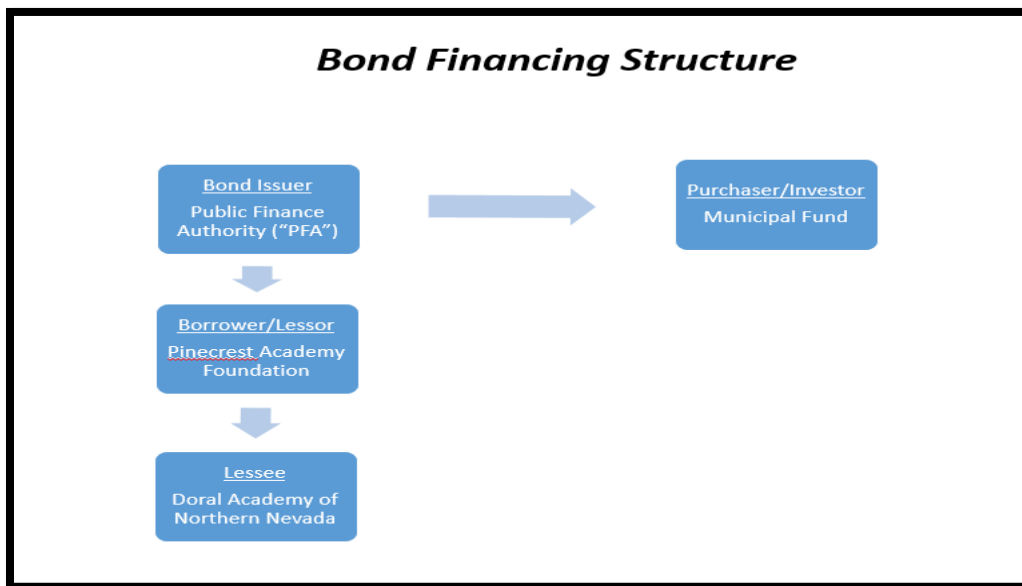 Bond Financing Structure
Bond Issuer
Public Finance
Authority (“PFA”)
Purchaser/Investor
Municipal Fund
Borrower/Lessor
Pinecrest Academy
Foundation
Lessee
Doral Academy of
Northern Nevada